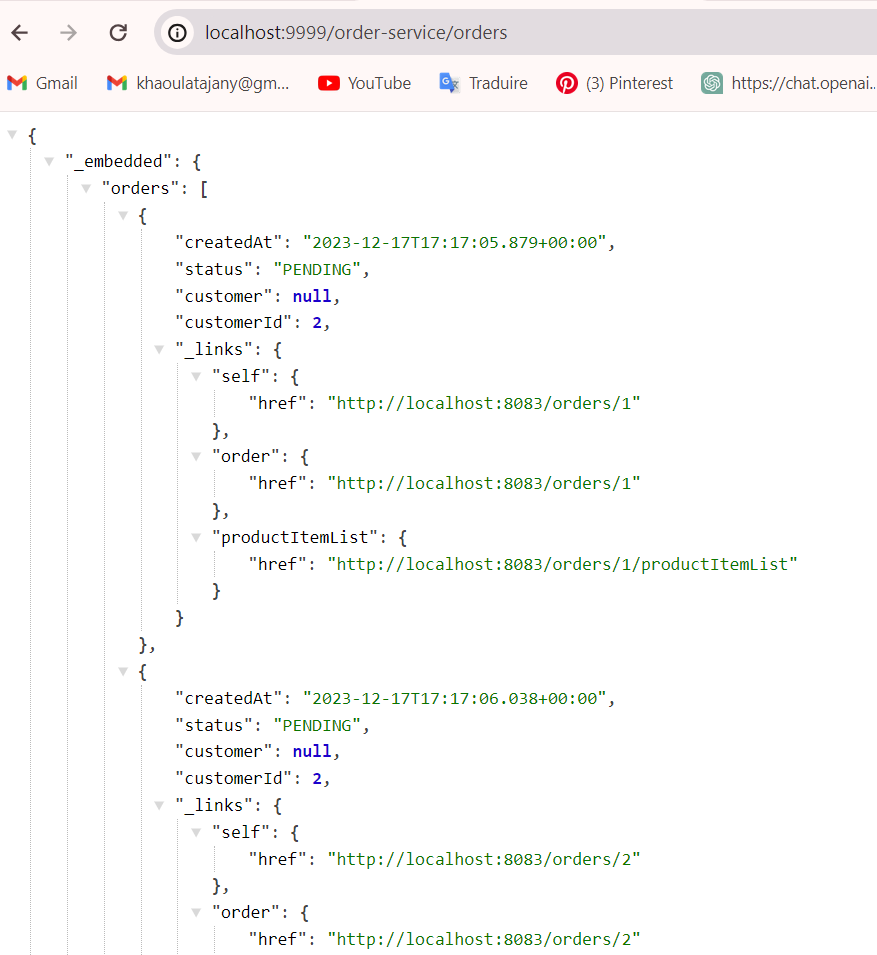 localhost:9999/order-service/orders
Gmail khaoulatajany@gm... YouTube Traduire (3) Pinterest https://chat.openai...
{
"_embedded": {
"orders": [
{
"createdAt": "2023-12-17T17:17:05.879+00:00",
"status": "PENDING",
"customer": null,
"customerId": 2,
"_links": {
"self": {
"href": "http://localhost:8083/orders/1"
},
"order": {
"href": "http://localhost:8083/orders/1"
},
"productItemList": {
"href": "http://localhost:8083/orders/1/productItemList"
}
}
},
{
"createdAt": "2023-12-17T17:17:06.038+00:00",
"status": "PENDING",
"customer": null,
"customerId": 2,
"_links": {
"self": {
"href": "http://localhost:8083/orders/2"
},
"order": {
"href": "http://localhost:8083/orders/2"